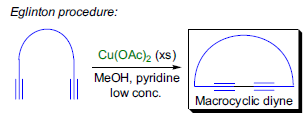 Eglinton procedure:
Cu(OAc)₂ (xs)
MeOH, pyridine
low conc.
Macrocyclic diyne